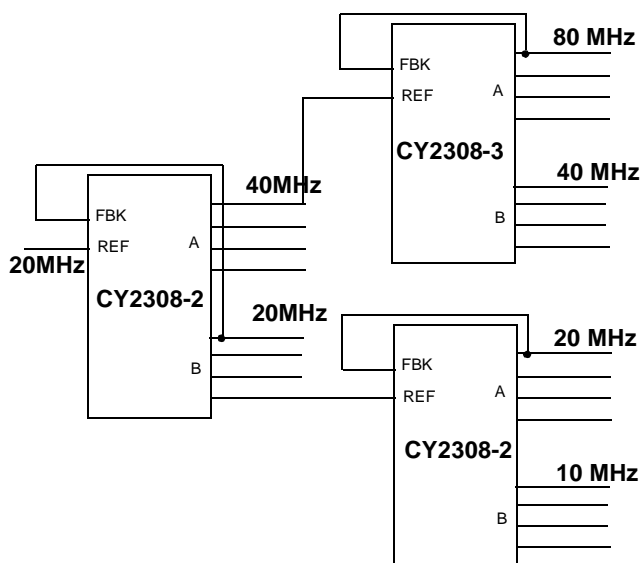 80 MHz
FBK
REF
A
CY2308-3
40 MHz
B
40MHz
FBK
REF
A
20MHz
CY2308-2
20MHz
B
20 MHz
FBK
REF
A
CY2308-2
10 MHz
B